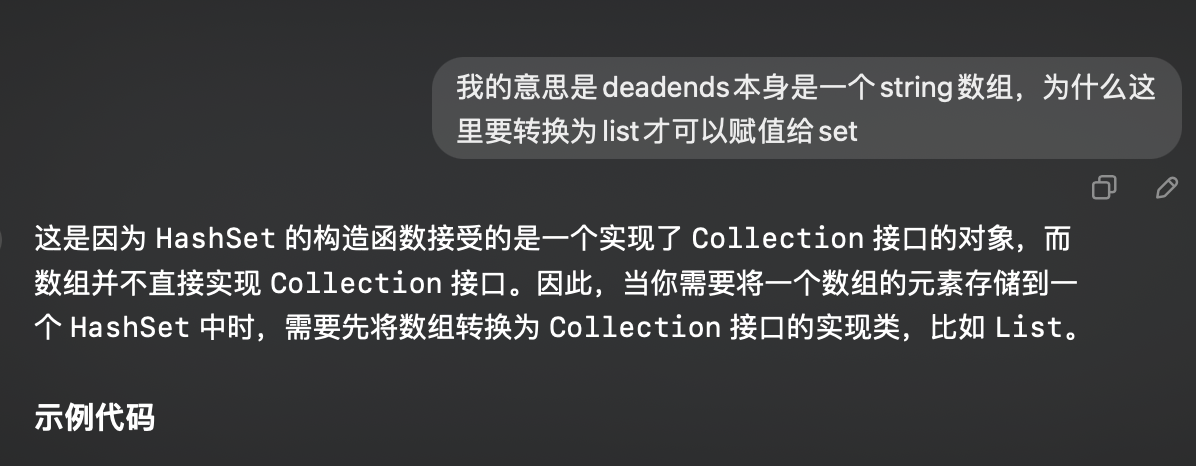 我的意思是 deadends 本身是一个 string 数组，为什么这
里要转换为 list 才可以赋值给 set
这是因为 HashSet 的构造函数接受的是一个实现了 Collection 接口的对象，而
数组并不直接实现 Collection 接口。因此，当你需要将一个数组的元素存储到一
个 HashSet 中时，需要先将数组转换为 Collection 接口的实现类，比如 List。
示例代码